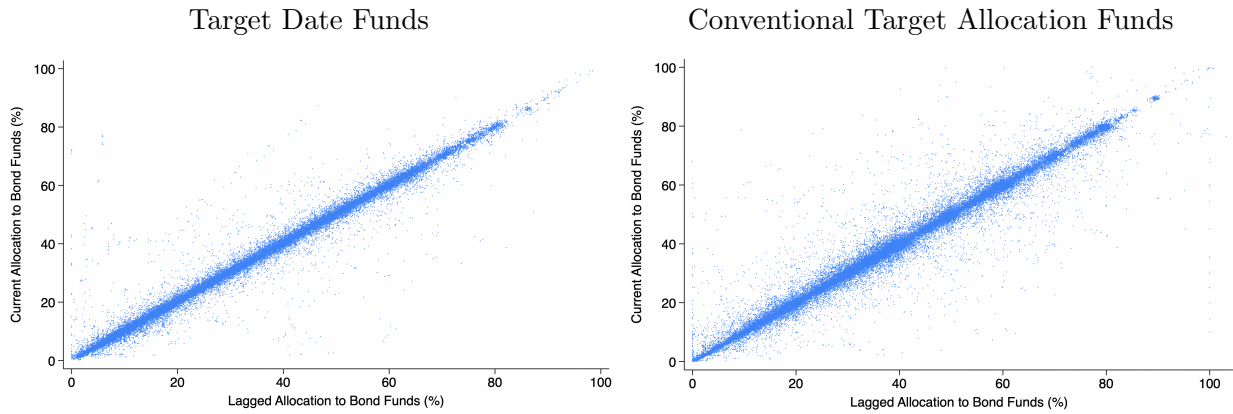 Target Date Funds
Current Allocation to Bond Funds (%)
100
80
60
40
20
0
0 20 40 60 80 100
Lagged Allocation to Bond Funds (%)
Conventional Target Allocation Funds
Current Allocation to Bond Funds (%)
100
80
60
40
20
0
0 20 40 60 80 100
Lagged Allocation to Bond Funds (%)